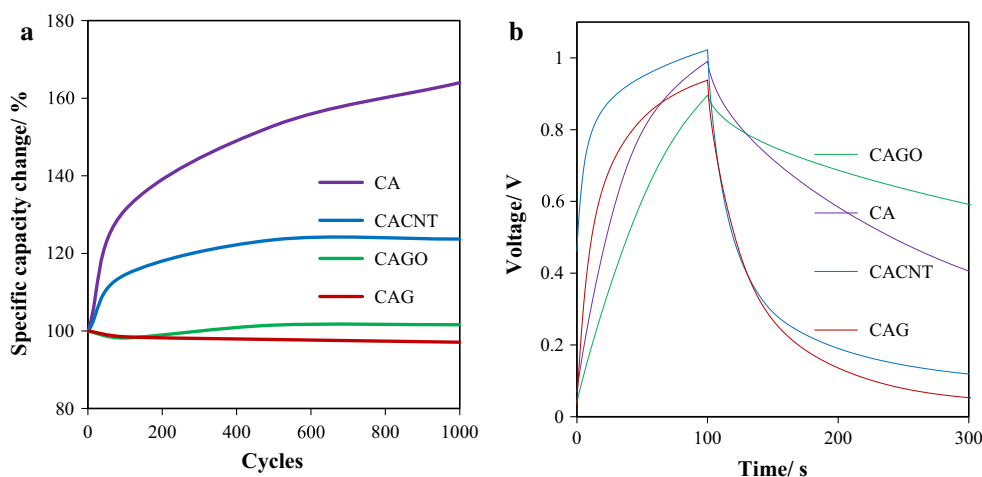 a
Specific capacity change/ %
180
160
140
120
100
80
CA
CACNT
CAGO
CAG
0
200
400
600
800
1000
Cycles
b
Voltage/ V
1
0.8
0.6
0.4
0.2
0
CAGO
CA
CACNT
CAG
0
100
200
300
Time/ s